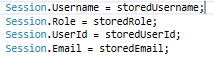 Session.Username = storedUsername;
Session.Role = storedRole;
Session.UserId = storedUserId;
Session.Email = storedEmail;